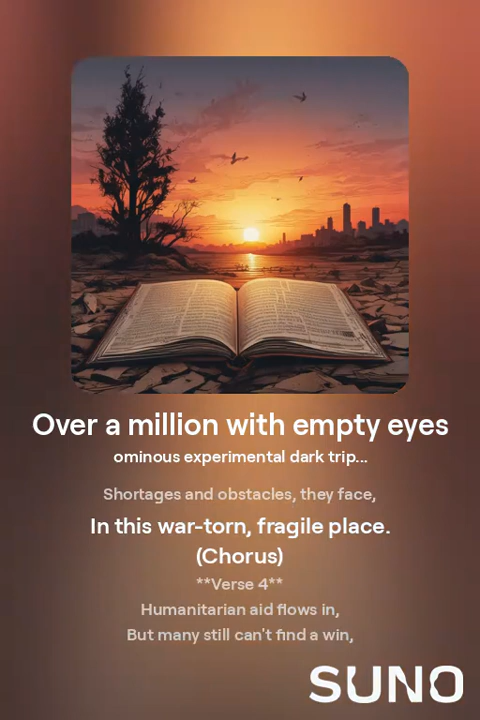 Over a million with empty eyes
ominous experimental dark trip...
Shortages and obstacles, they face,
In this war-torn, fragile place.
(Chorus)
**Verse 4**
Humanitarian aid flows in,
But many still can't find a win,
SUNO